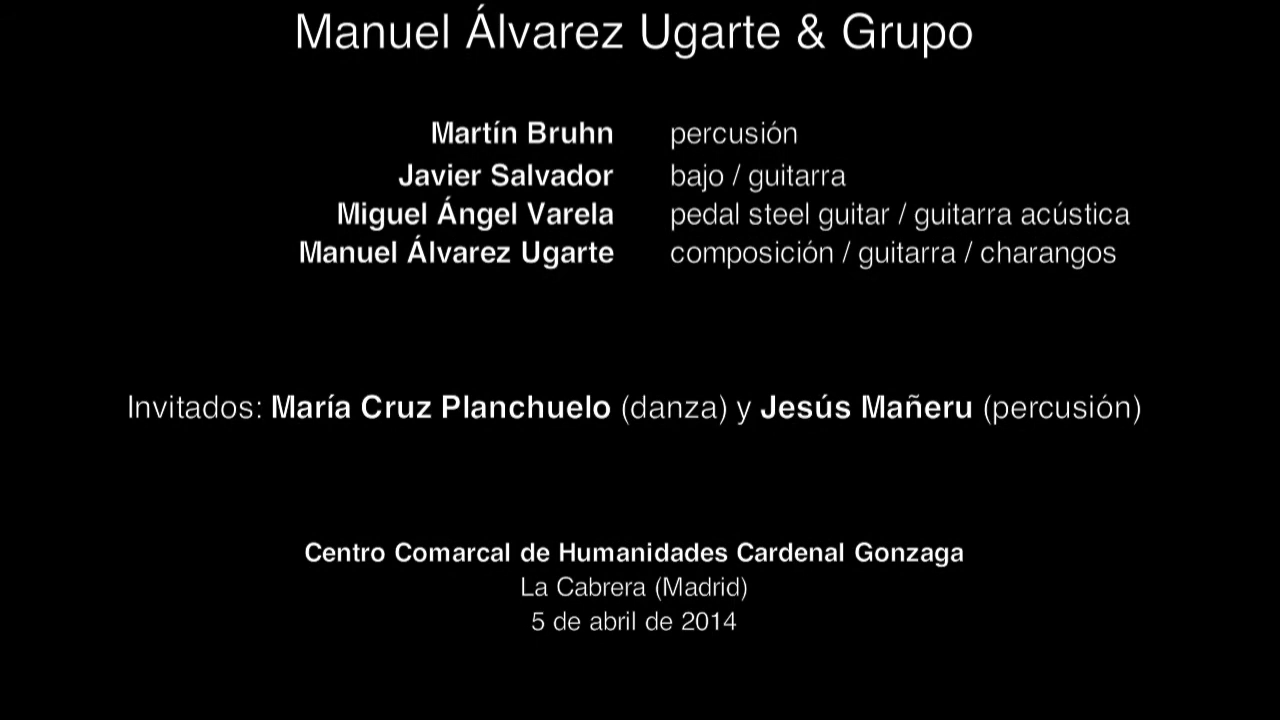 Manuel Álvarez Ugarte & Grupo
Martín Bruhn percusión
Javier Salvador bajo / guitarra
Miguel Ángel Varela pedal steel guitar / guitarra acústica
Manuel Álvarez Ugarte composición / guitarra / charangos
Invitados: María Cruz Planchuelo (danza) y Jesús Mañeru (percusión)
Centro Comarcal de Humanidades Cardenal Gonzaga
La Cabrera (Madrid)
5 de abril de 2014